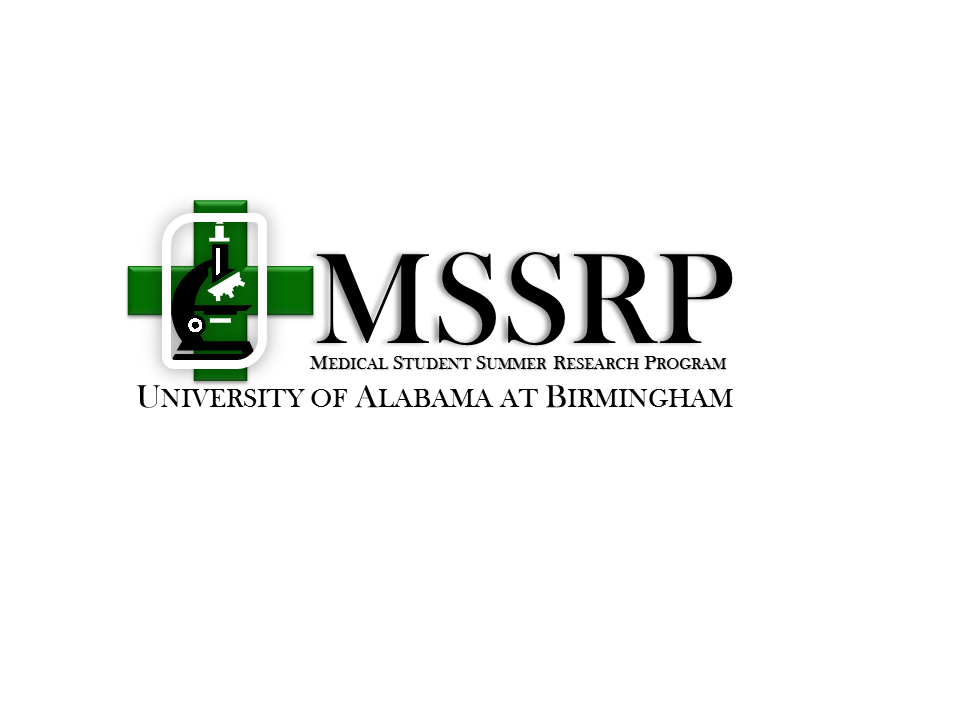 MSSRP
Medical Student Summer Research Program
University of Alabama at Birmingham